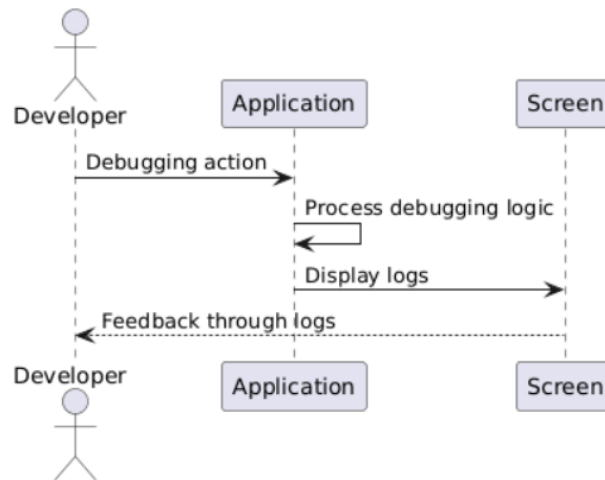 Developer
Application
Screen
Debugging action
Process debugging logic
Display logs
Feedback through logs
Developer
Application
Screen